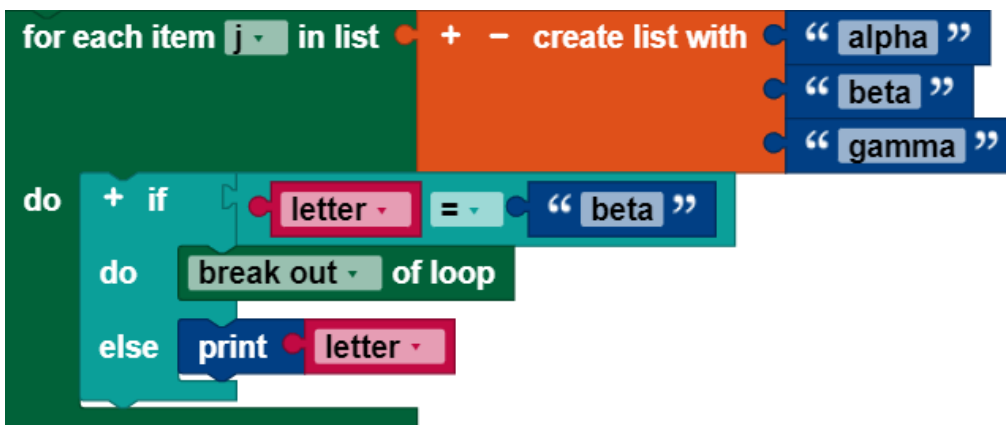 for each item j in list + − create list with “ alpha ”
“ beta ”
“ gamma ”
do + if letter = “ beta ”
do break out of loop
else print letter